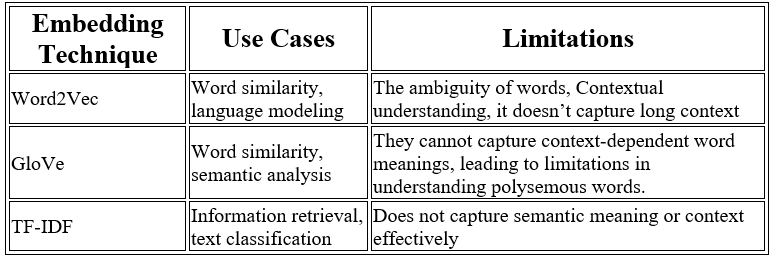 Embedding
Technique
Use Cases
Limitations
Word2Vec
Word similarity,
language modeling
The ambiguity of words, Contextual
understanding, it doesn’t capture long context
GloVe
Word similarity,
semantic analysis
They cannot capture context-dependent word
meanings, leading to limitations in
understanding polysemous words.
TF-IDF
Information retrieval,
text classification
Does not capture semantic meaning or context
effectively